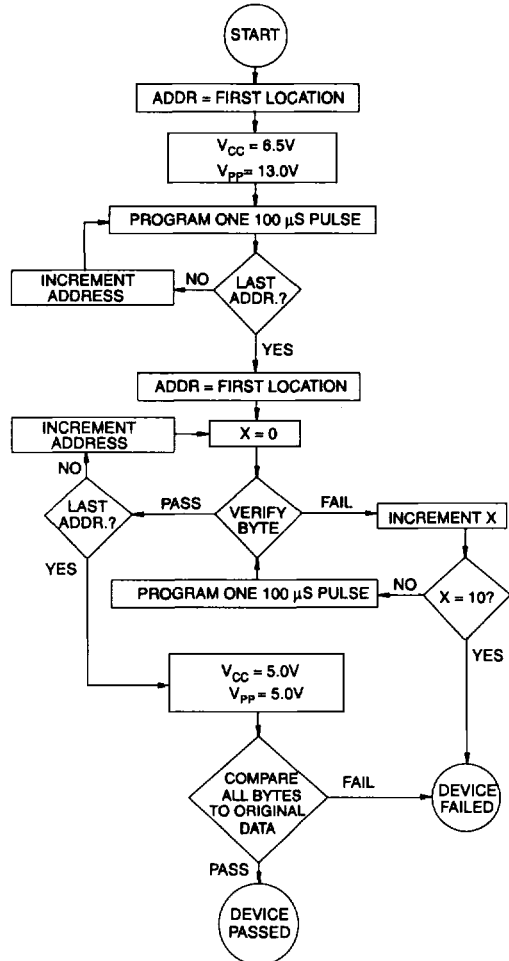 START
ADDR = FIRST LOCATION
VCC = 6.5V
VPP = 13.0V
PROGRAM ONE 100 µS PULSE
INCREMENT
ADDRESS
NO
LAST
ADDR.?
YES
ADDR = FIRST LOCATION
INCREMENT
ADDRESS
X = 0
NO
LAST
ADDR.?
PASS
VERIFY
BYTE
FAIL
INCREMENT X
YES
PROGRAM ONE 100 µS PULSE
NO
X = 10?
YES
VCC = 5.0V
VPP = 5.0V
COMPARE
ALL BYTES
TO ORIGINAL
DATA
FAIL
DEVICE
FAILED
PASS
DEVICE
PASSED